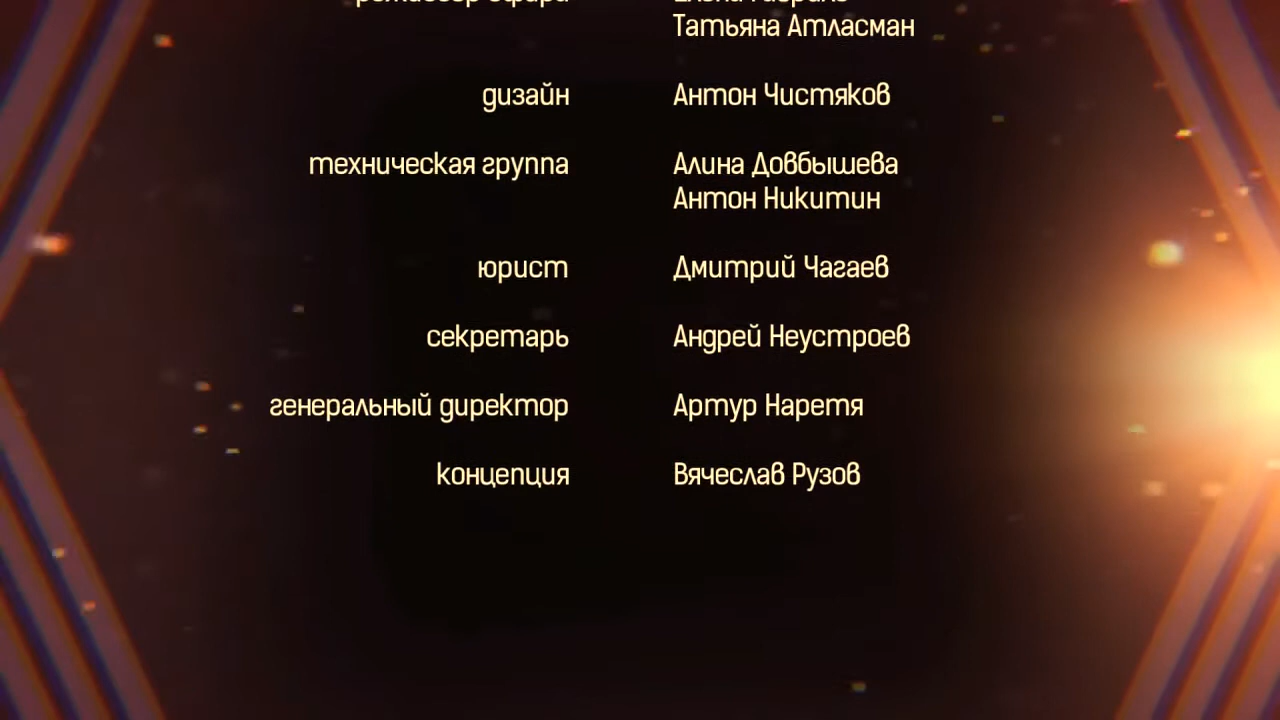 Татьяна Атласман
дизайн Антон Чистяков
техническая группа Алина Довбышева
Антон Никитин
юрист Дмитрий Чагаев
секретарь Андрей Неустроев
генеральный директор Артур Наретя
концепция Вячеслав Рузов